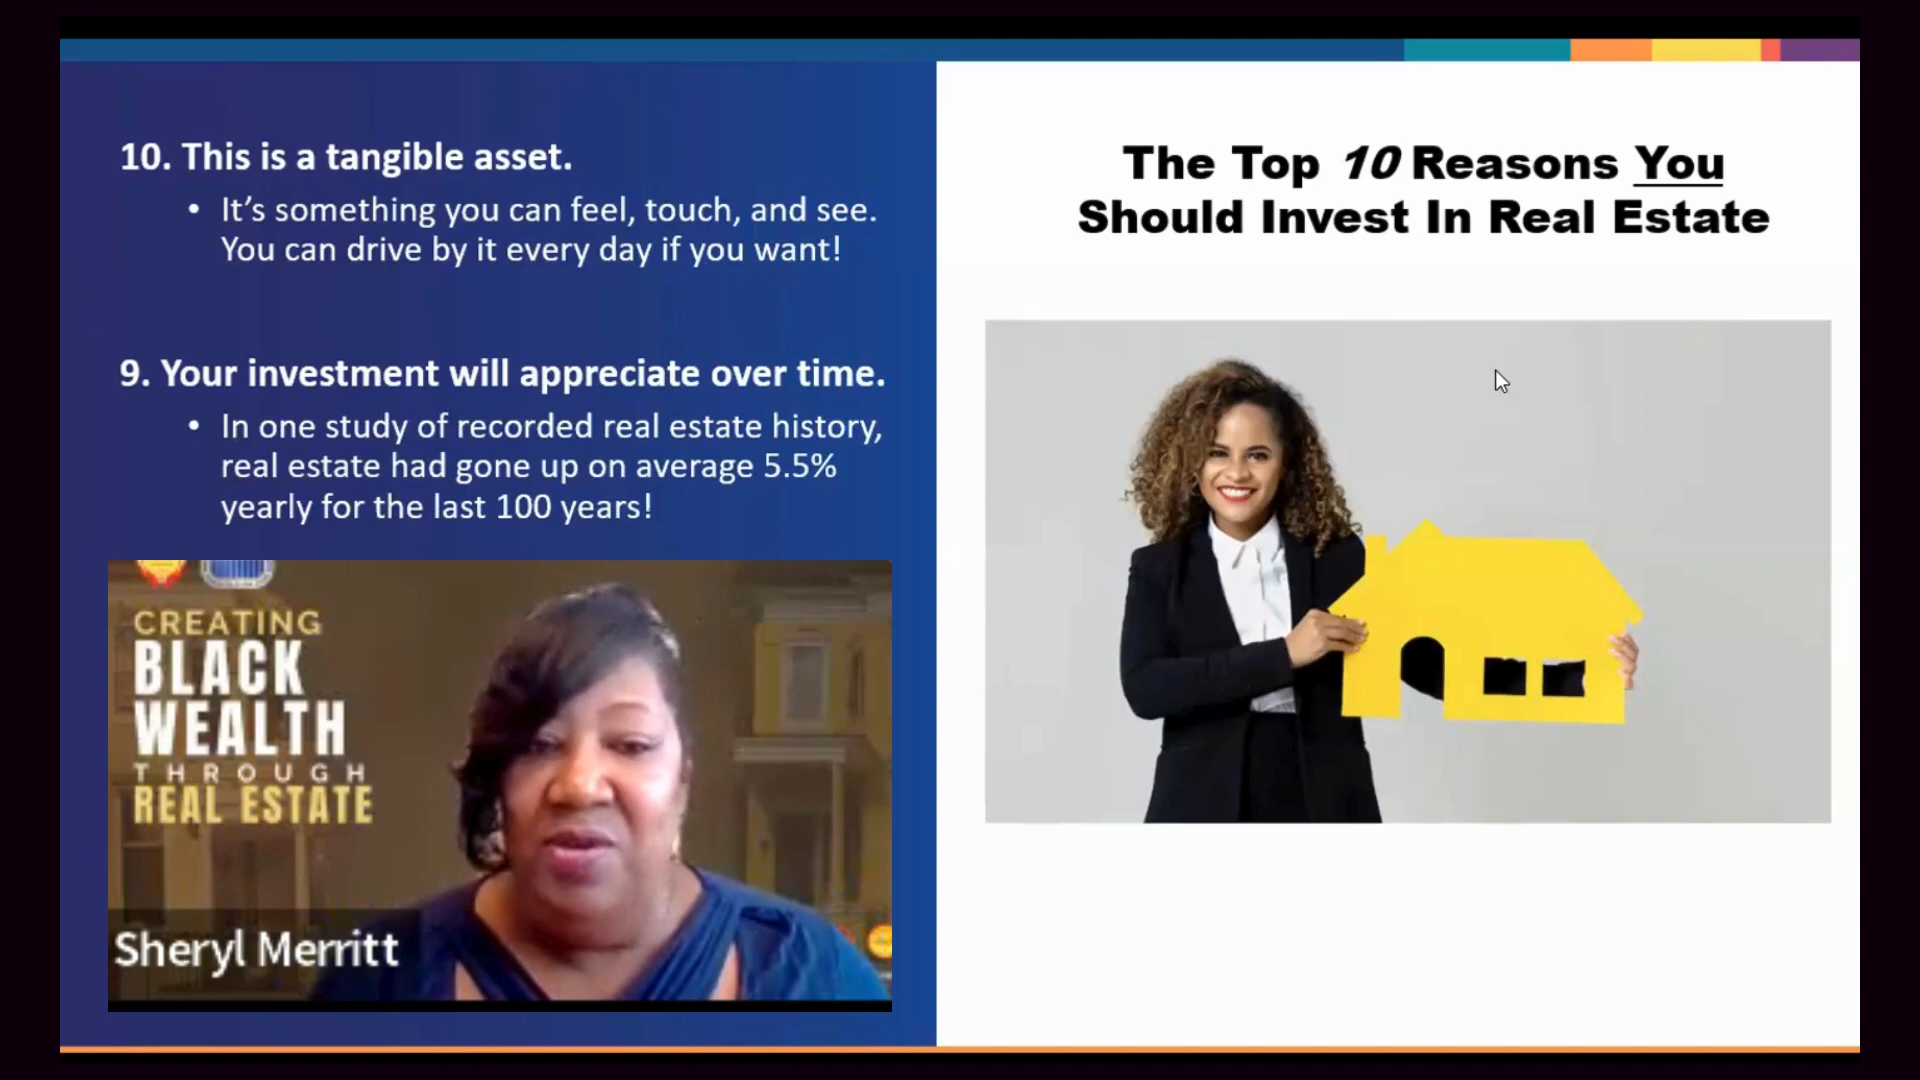 10. This is a tangible asset.
• It’s something you can feel, touch, and see.
You can drive by it every day if you want!
9. Your investment will appreciate over time.
• In one study of recorded real estate history,
real estate had gone up on average 5.5%
yearly for the last 100 years!
CREATING
BLACK
WEALTH
THROUGH
REAL ESTATE
Sheryl Merritt
The Top 10 Reasons You
Should Invest In Real Estate